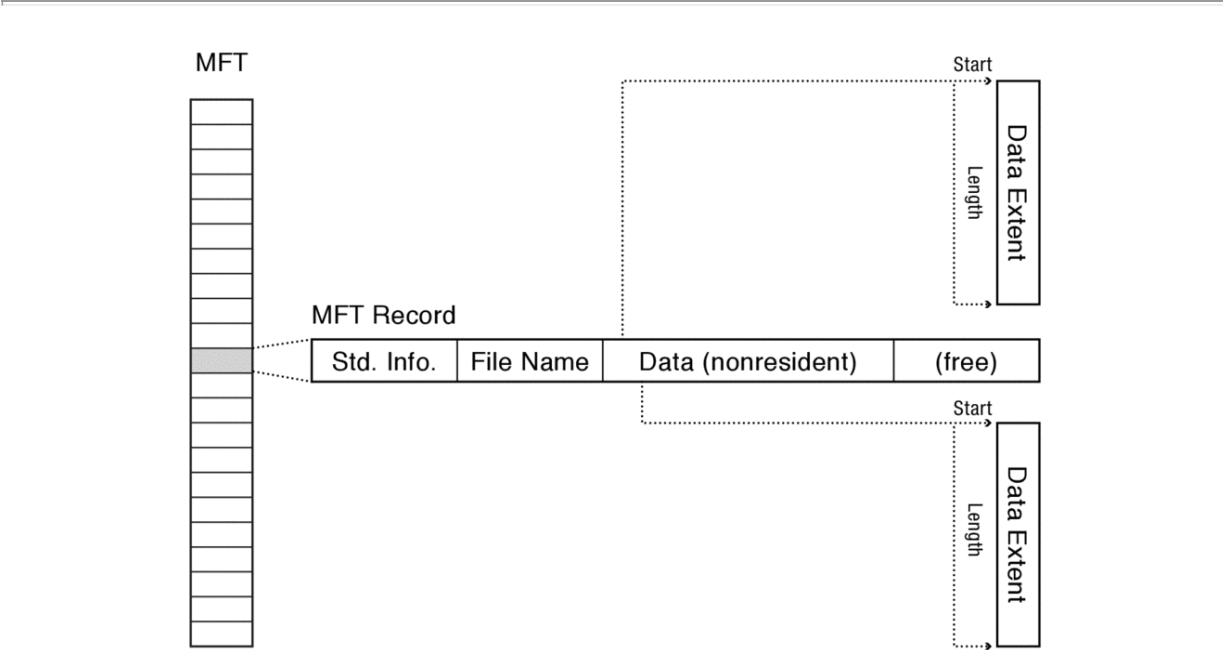 MFT
Start
Length
Data Extent
MFT Record
Std. Info.
File Name
Data (nonresident)
(free)
Start
Length
Data Extent